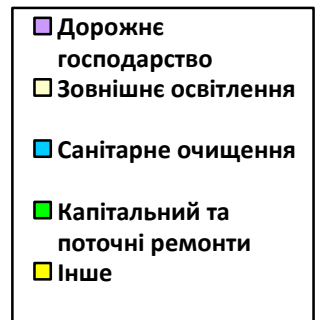 Дорожнє
господарство
Зовнішнє освітлення
Санітарне очищення
Капітальний та
поточні ремонти
Інше